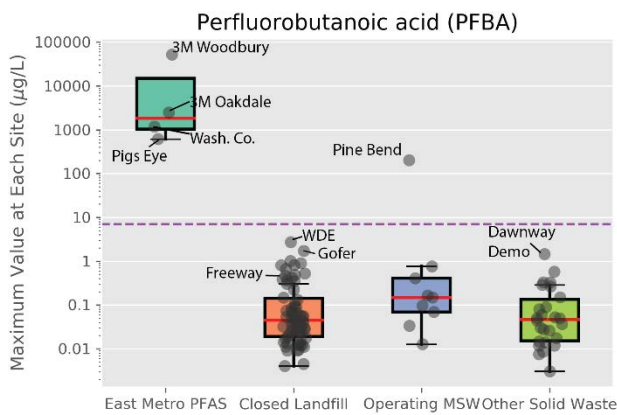 Perfluorobutanoic acid (PFBA)
Maximum Value at Each Site (µg/L)
100000
10000
1000
100
10
1
0.1
0.01
3M Woodbury
3M Oakdale
Wash. Co.
Pigs Eye
Pine Bend
WDE
Gofer
Freeway
Dawnway
Demo
East Metro PFAS
Closed Landfill
Operating MSW
Other Solid Waste